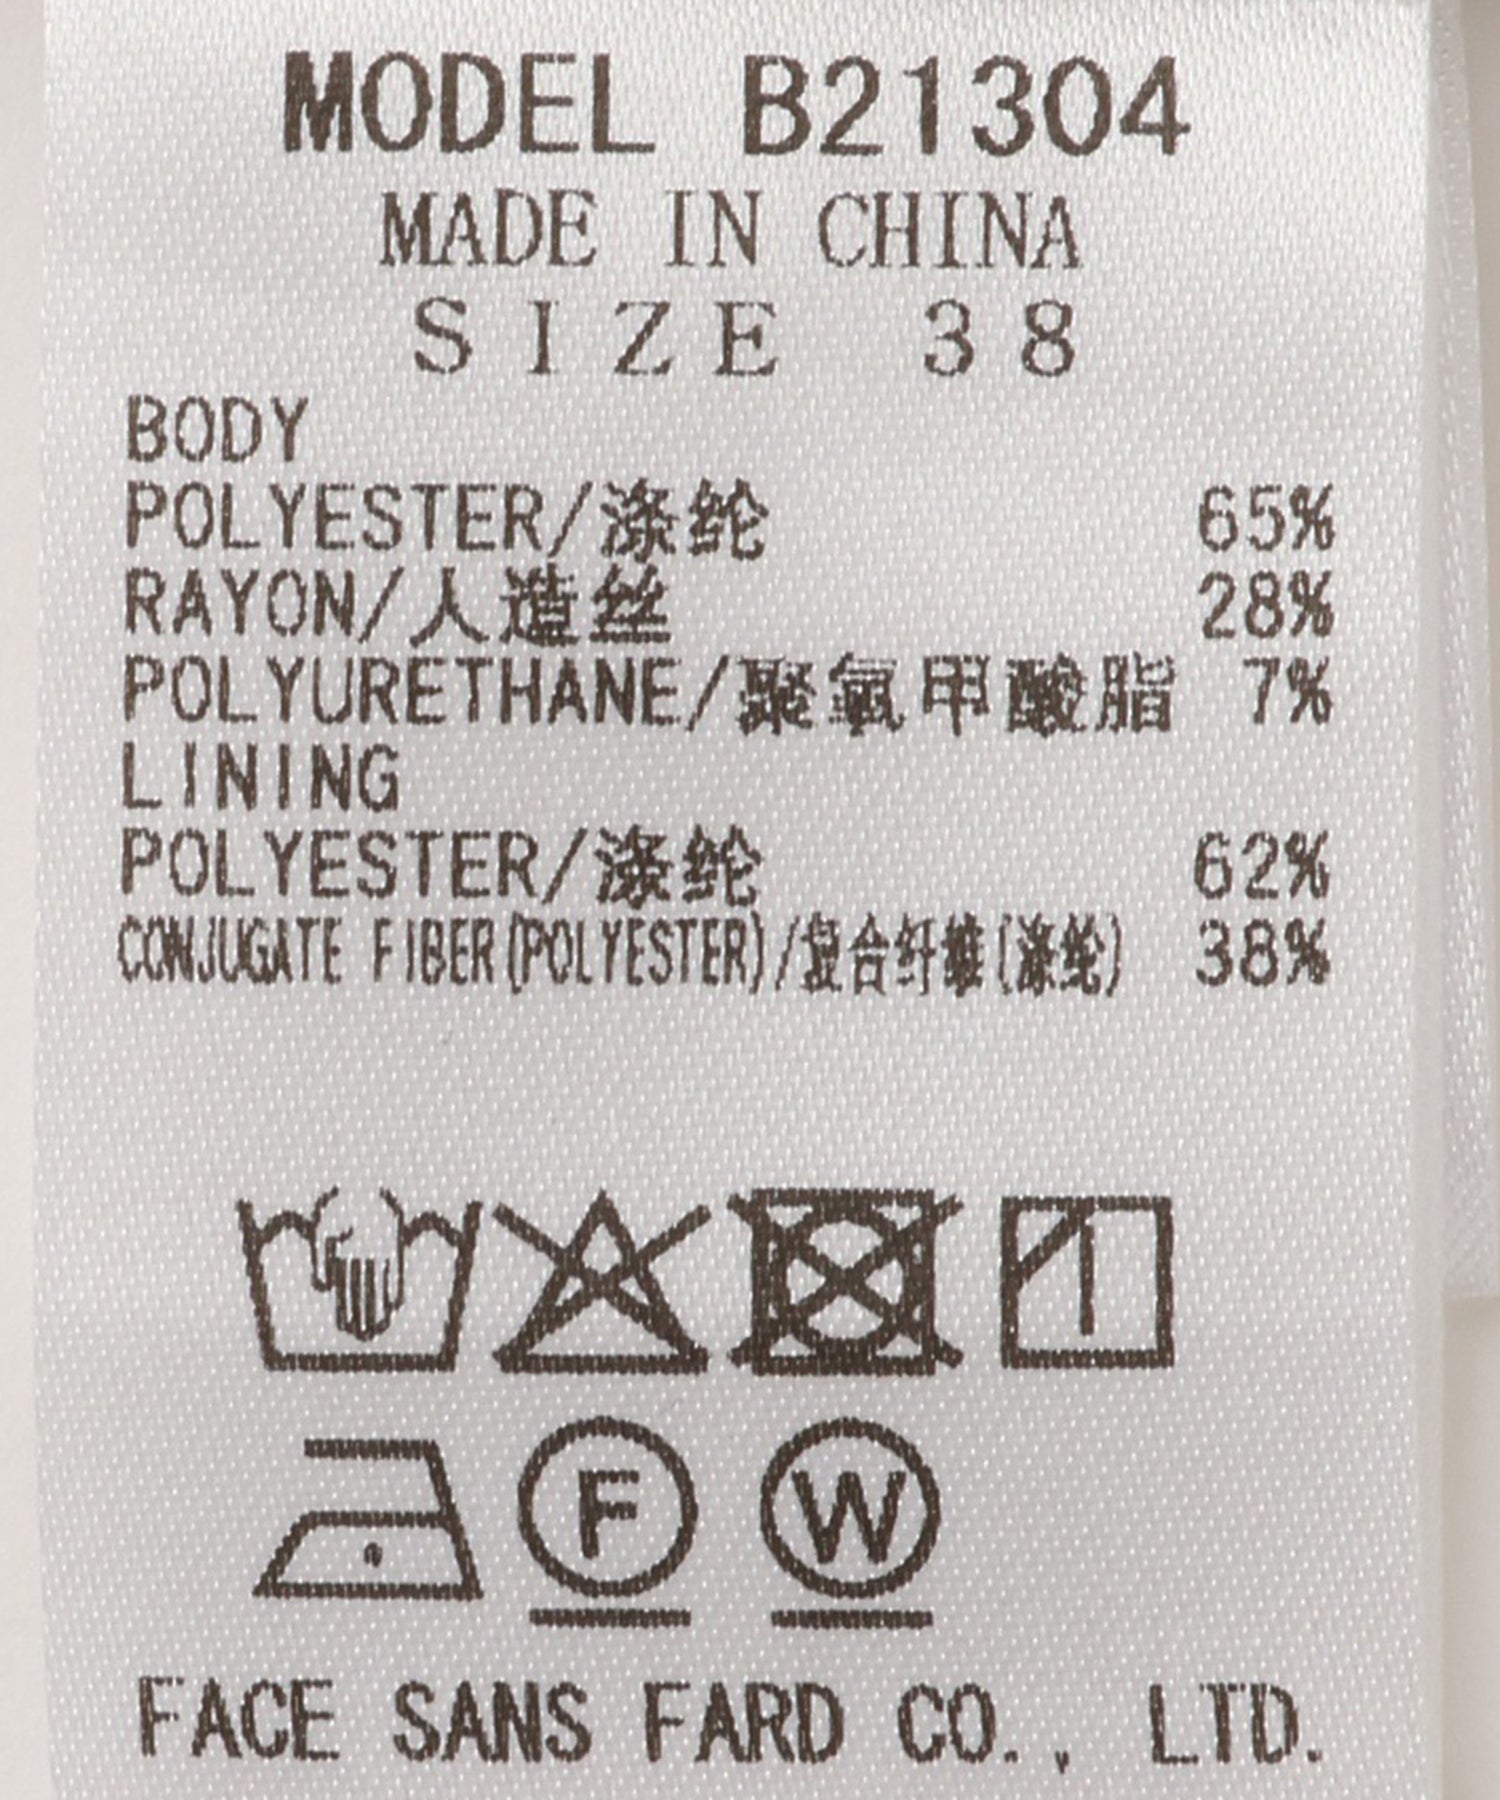 MODEL B21304
MADE IN CHINA
SIZE 38
BODY
POLYESTER/涤纶 65%
RAYON/人造丝 28%
POLYURETHANE/聚氨甲酸脂 7%
LINING
POLYESTER/涤纶 62%
CONJUGATE FIBER(POLYESTER)/复合纤维(涤纶) 38%
F W
FACE SANS FARD CO., LTD.